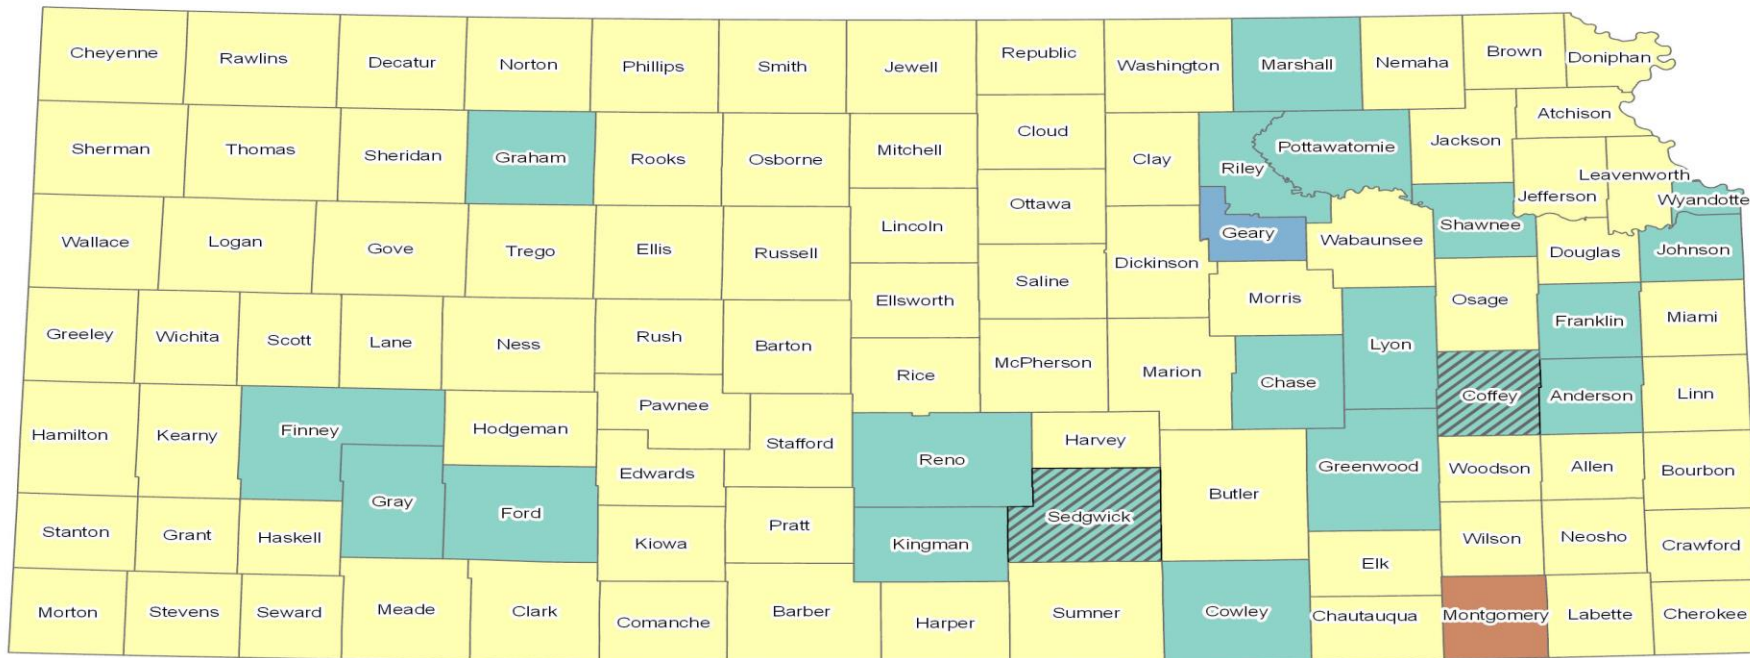 Cheyenne
Rawlins
Decatur
Norton
Phillips
Smith
Jewell
Republic
Washington
Marshall
Nemaha
Brown
Doniphan
Sherman
Thomas
Sheridan
Graham
Rooks
Osborne
Mitchell
Cloud
Clay
Riley
Pottawatomie
Jackson
Atchison
Jefferson
Leavenworth
Wyandotte
Wallace
Logan
Gove
Trego
Ellis
Russell
Lincoln
Ottawa
Dickinson
Geary
Wabaunsee
Shawnee
Douglas
Johnson
Ellsworth
Saline
Morris
Osage
Franklin
Miami
Greeley
Wichita
Scott
Lane
Ness
Rush
Barton
Rice
McPherson
Marion
Chase
Lyon
Coffey
Anderson
Linn
Hamilton
Kearny
Finney
Hodgeman
Pawnee
Stafford
Reno
Harvey
Greenwood
Woodson
Allen
Bourbon
Edwards
Gray
Ford
Sedgwick
Butler
Stanton
Grant
Haskell
Kiowa
Pratt
Kingman
Elk
Wilson
Neosho
Crawford
Morton
Stevens
Seward
Meade
Clark
Comanche
Barber
Harper
Sumner
Cowley
Chautauqua
Montgomery
Labette
Cherokee